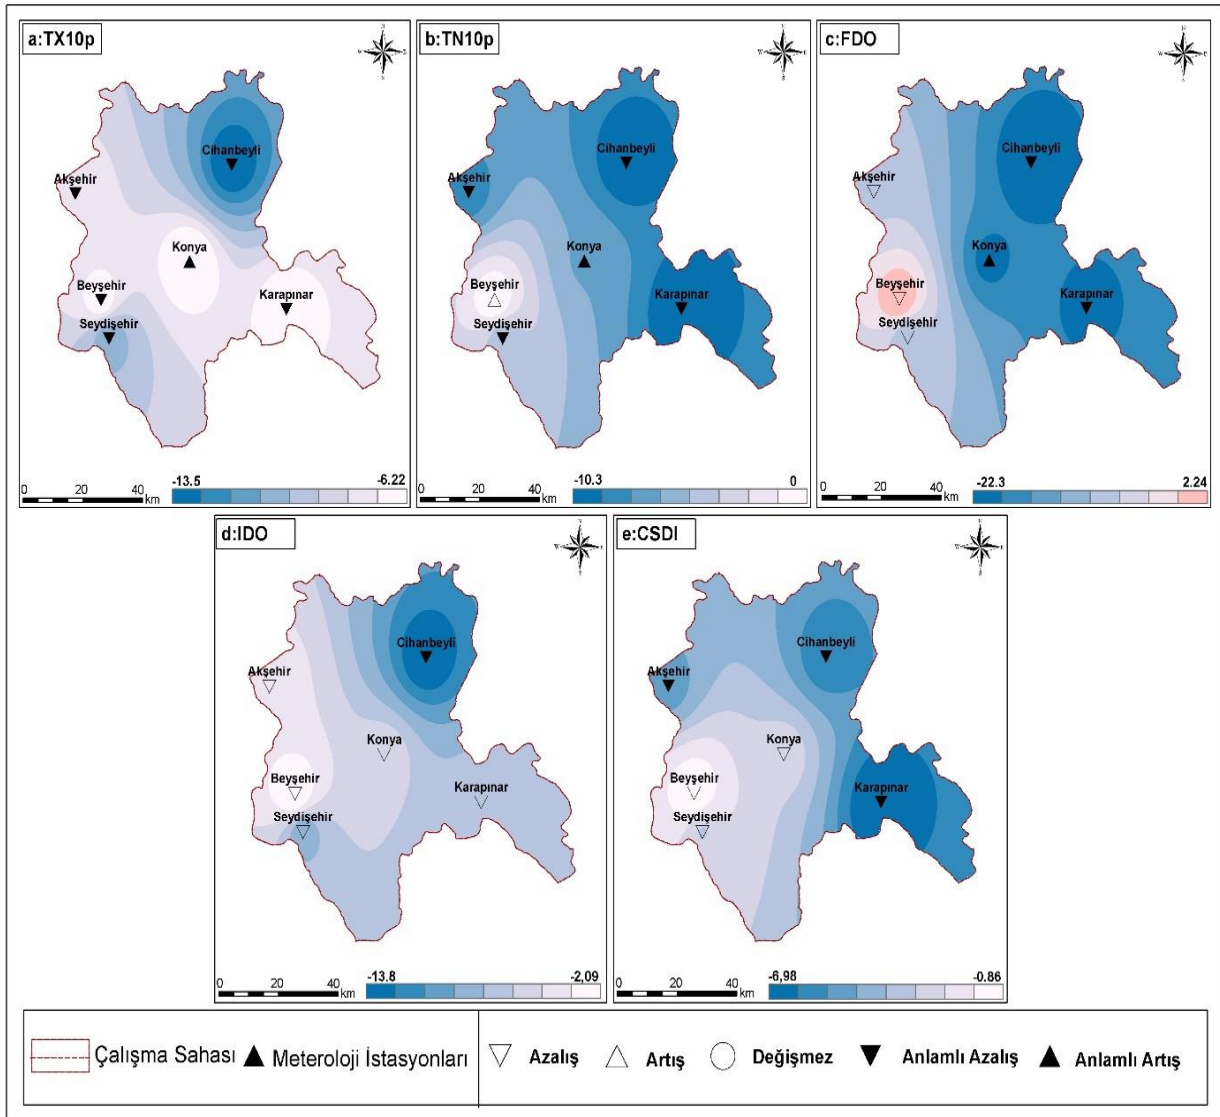 a:TX10p
Cihanbeyli
Akşehir
Konya
Beyşehir
Karapınar
Seydişehir
0 20 40
km
-13.5 -6.22
b:TN10p
Cihanbeyli
Akşehir
Konya
Beyşehir
Karapınar
Seydişehir
0 20 40
km
-10.3 0
c:FDO
Cihanbeyli
Akşehir
Konya
Beyşehir
Karapınar
Seydişehir
0 20 40
km
-22.3 2.24
d:IDO
Cihanbeyli
Akşehir
Konya
Beyşehir
Karapınar
Seydişehir
0 20 40
km
-13.8 -2,09
e:CSDI
Cihanbeyli
Akşehir
Konya
Beyşehir
Karapınar
Seydişehir
0 20 40
km
-6,98 -0.86
Çalışma Sahası Meteroloji İstasyonları Azalış Artış Değişmez Anlamlı Azalış Anlamlı Artış